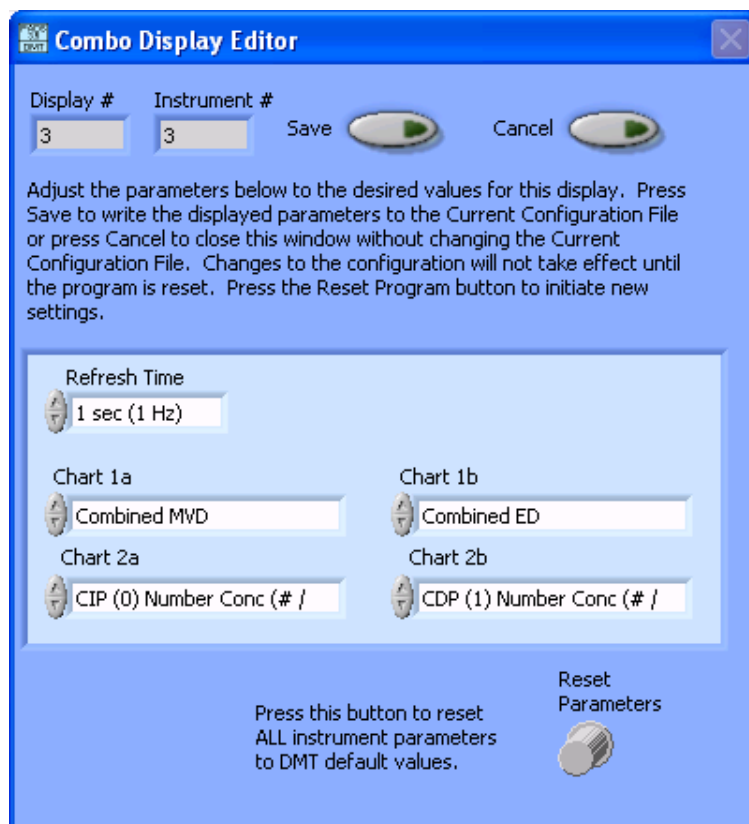 Combo Display Editor
Display #
Instrument #
3
3
Save
Cancel
Adjust the parameters below to the desired values for this display. Press
Save to write the displayed parameters to the Current Configuration File
or press Cancel to close this window without changing the Current
Configuration File. Changes to the configuration will not take effect until
the program is reset. Press the Reset Program button to initiate new
settings.
Refresh Time
1 sec (1 Hz)
Chart 1a
Chart 1b
Combined MVD
Combined ED
Chart 2a
Chart 2b
CIP (0) Number Conc (# /
CDP (1) Number Conc (# /
Reset
Parameters
Press this button to reset
ALL instrument parameters
to DMT default values.